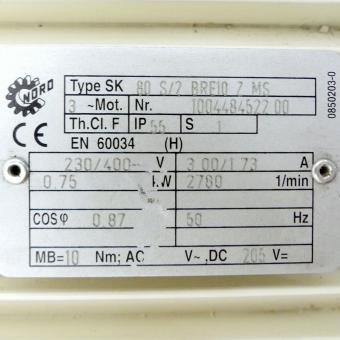 NORD
Type SK 80 S/2 BRE10 Z MS
3 ~Mot. Nr. 1004484522 00
Th.Cl. F IP 55 S 1
CE EN 60034 (H)
230/400~ V 3.00/1.73 A
0.75 kW 2780 1/min
cosφ 0.87 50 Hz
MB=10 Nm; AC V~,DC 205 V=
0850203-0